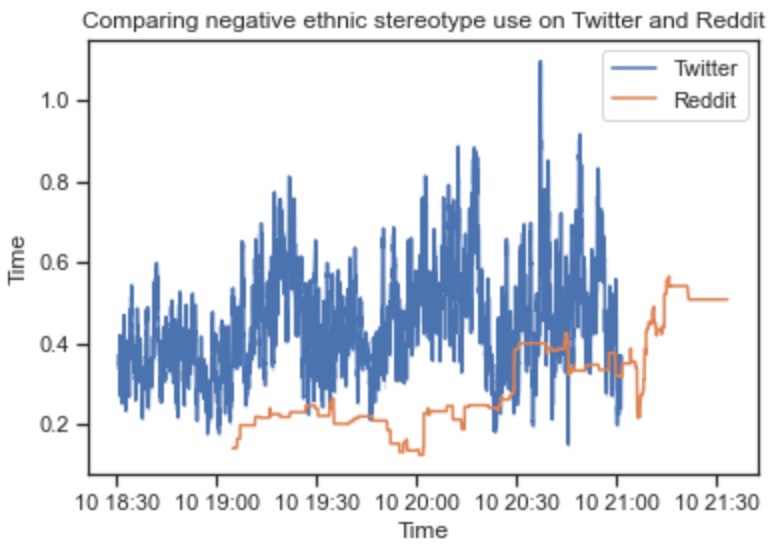 Comparing negative ethnic stereotype use on Twitter and Reddit
Twitter
Reddit
1.0
0.8
0.6
0.4
0.2
Time
10 18:30 10 19:00 10 19:30 10 20:00 10 20:30 10 21:00 10 21:30
Time